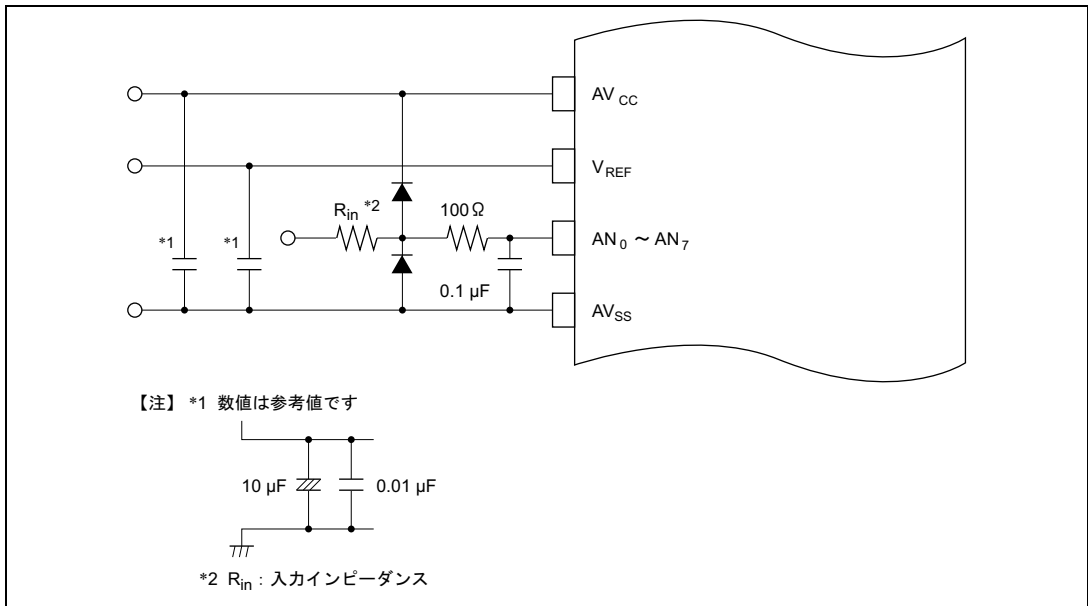 AV CC
V REF
R in *2
100Ω
*1
*1
AN 0 ~ AN 7
0.1 μF
AV SS
【注】 *1 数値は参考値です
10 μF
0.01 μF
*2 R in : 入力インピーダンス